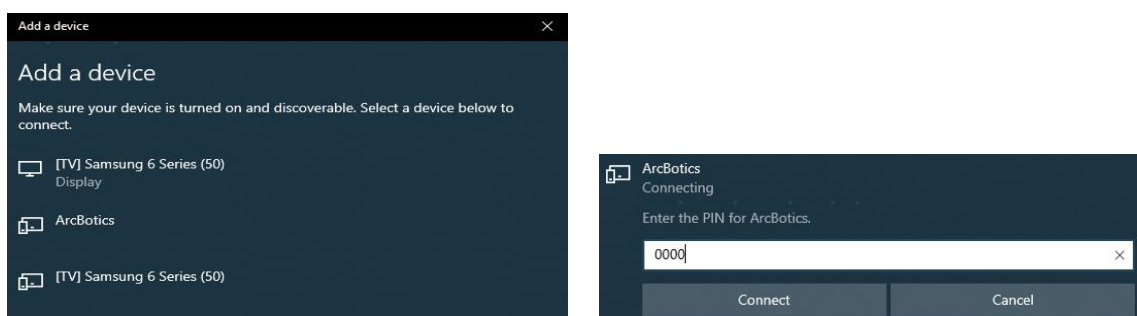 Add a device
Add a device
Make sure your device is turned on and discoverable. Select a device below to
connect.
[TV] Samsung 6 Series (50)
Display
ArcBotics
[TV] Samsung 6 Series (50)
ArcBotics
Connecting
Enter the PIN for ArcBotics.
0000
Connect Cancel